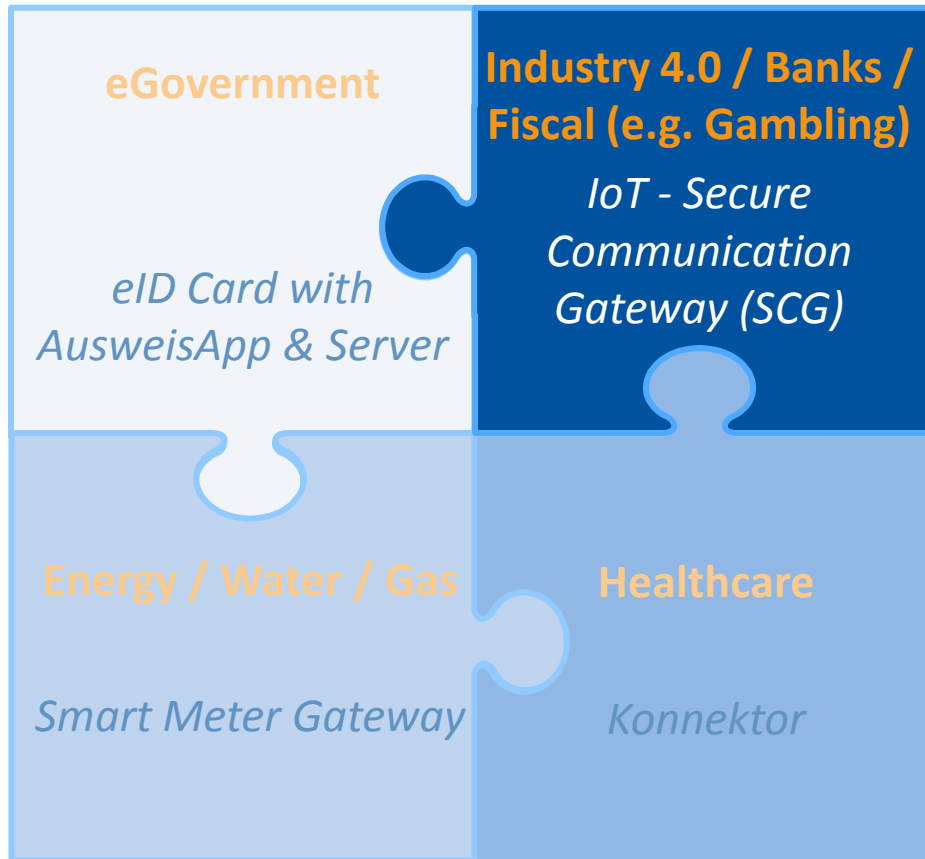 eGovernment
eID Card with
AusweisApp & Server
Industry 4.0 / Banks /
Fiscal (e.g. Gambling)
IoT - Secure
Communication
Gateway (SCG)
Energy / Water / Gas
Smart Meter Gateway
Healthcare
Konnektor